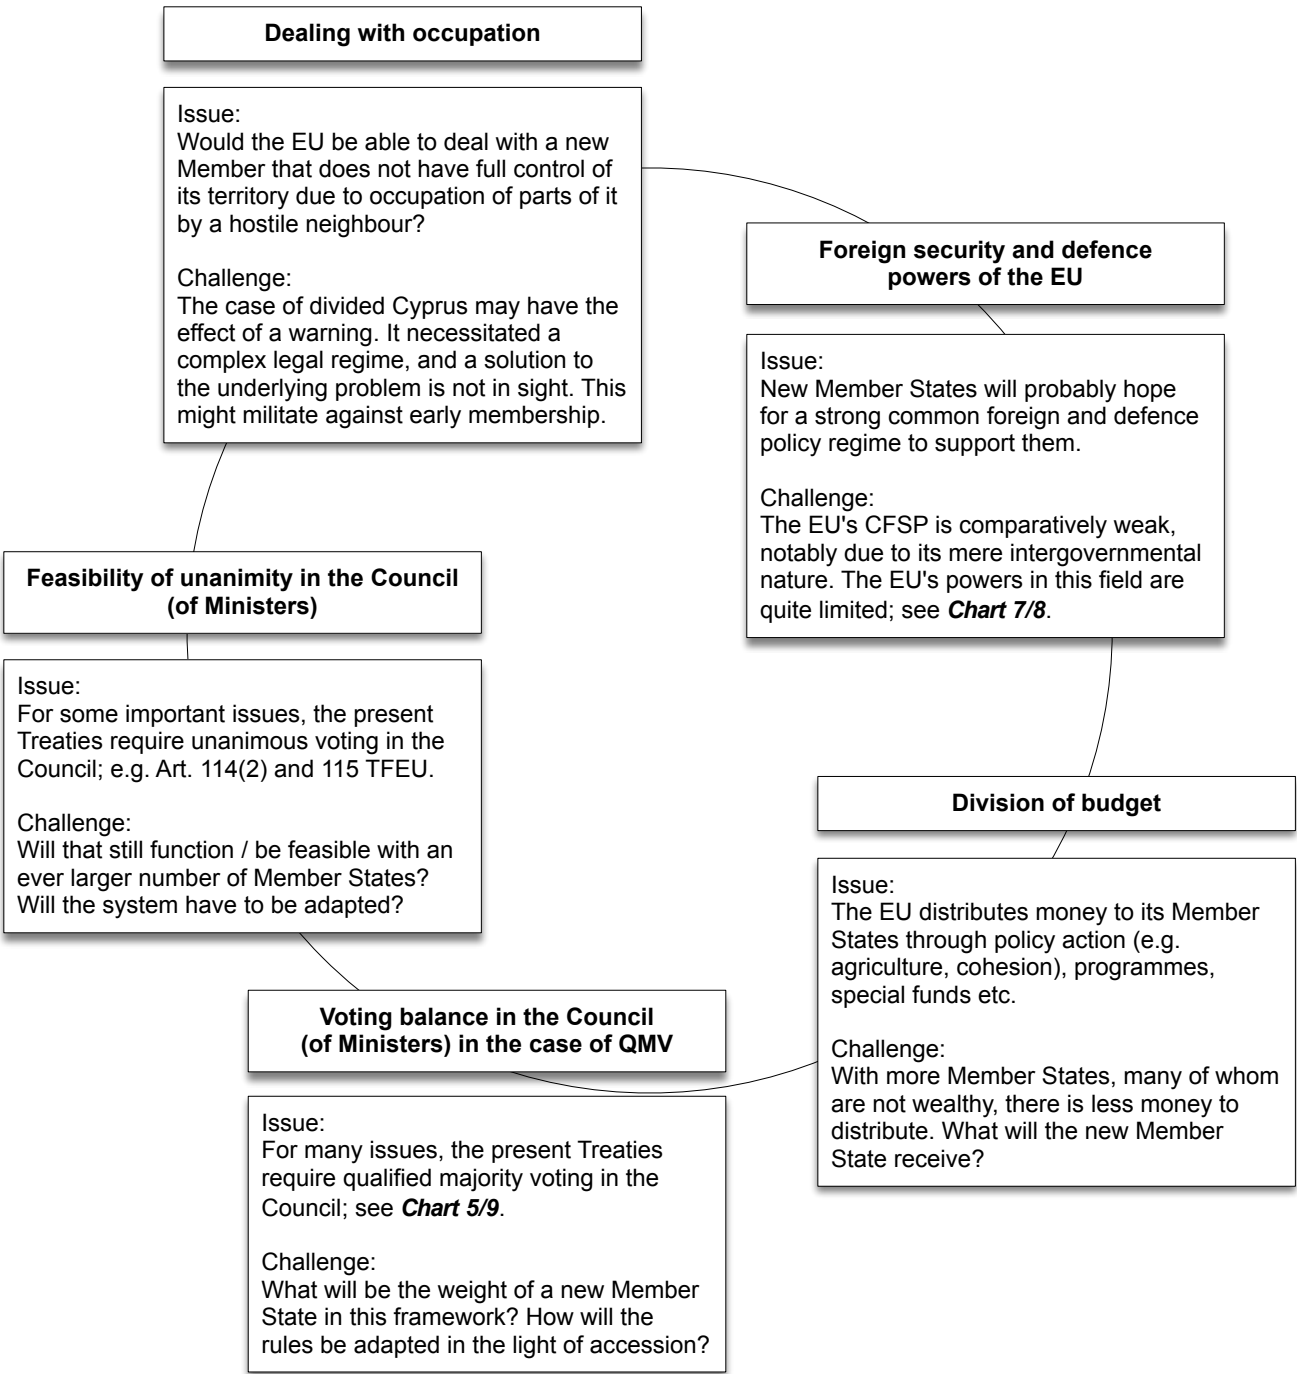 Dealing with occupation
Issue:
Would the EU be able to deal with a new
Member that does not have full control of
its territory due to occupation of parts of it
by a hostile neighbour?
Challenge:
The case of divided Cyprus may have the
effect of a warning. It necessitated a
complex legal regime, and a solution to
the underlying problem is not in sight. This
might militate against early membership.
Foreign security and defence
powers of the EU
Issue:
New Member States will probably hope
for a strong common foreign and defence
policy regime to support them.
Challenge:
The EU's CFSP is comparatively weak,
notably due to its mere intergovernmental
nature. The EU's powers in this field are
quite limited; see Chart 7/8.
Division of budget
Issue:
The EU distributes money to its Member
States through policy action (e.g.
agriculture, cohesion), programmes,
special funds etc.
Challenge:
With more Member States, many of whom
are not wealthy, there is less money to
distribute. What will the new Member
State receive?
Voting balance in the Council
(of Ministers) in the case of QMV
Issue:
For many issues, the present Treaties
require qualified majority voting in the
Council; see Chart 5/9.
Challenge:
What will be the weight of a new Member
State in this framework? How will the
rules be adapted in the light of accession?
Feasibility of unanimity in the Council
(of Ministers)
Issue:
For some important issues, the present
Treaties require unanimous voting in the
Council; e.g. Art. 114(2) and 115 TFEU.
Challenge:
Will that still function / be feasible with an
ever larger number of Member States?
Will the system have to be adapted?